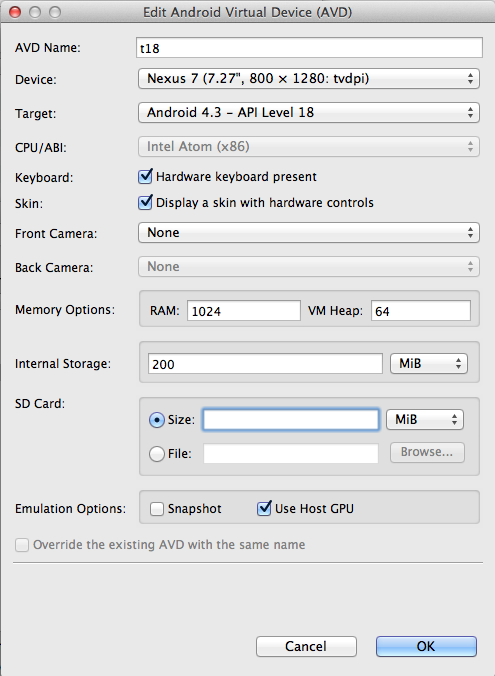 Edit Android Virtual Device (AVD)
AVD Name: t18
Device: Nexus 7 (7.27", 800 × 1280: tvdpi)
Target: Android 4.3 – API Level 18
CPU/ABI: Intel Atom (x86)
Keyboard: Hardware keyboard present
Skin: Display a skin with hardware controls
Front Camera: None
Back Camera: None
Memory Options: RAM: 1024 VM Heap: 64
Internal Storage: 200 MiB
SD Card:
Size: MiB
File: Browse...
Emulation Options: Snapshot Use Host GPU
Override the existing AVD with the same name
Cancel OK